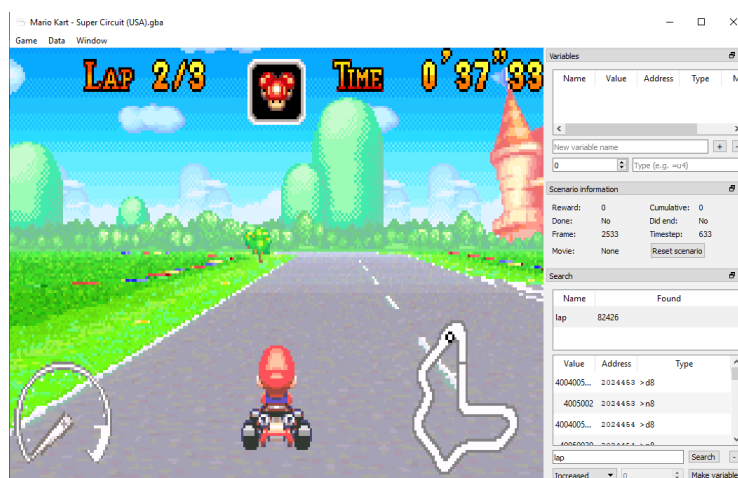 Mario Kart - Super Circuit (USA).gba
Game Data Window
LAP 2/3 TIME 0'37"33
Variables
Name Value Address Type
New variable name + -
0 Type (e.g. =u4)
Scenario information
Reward: 0 Cumulative: 0
Done: No Did end: No
Frame: 2533 Timestep: 633
Movie: None Reset scenario
Search
Name Found
lap 82426
Value Address Type
4004005... 2024453 >d8
4005002 2024453 >n8
4004005... 2024454 >d8
lap Search -
Increased 0 Make variable